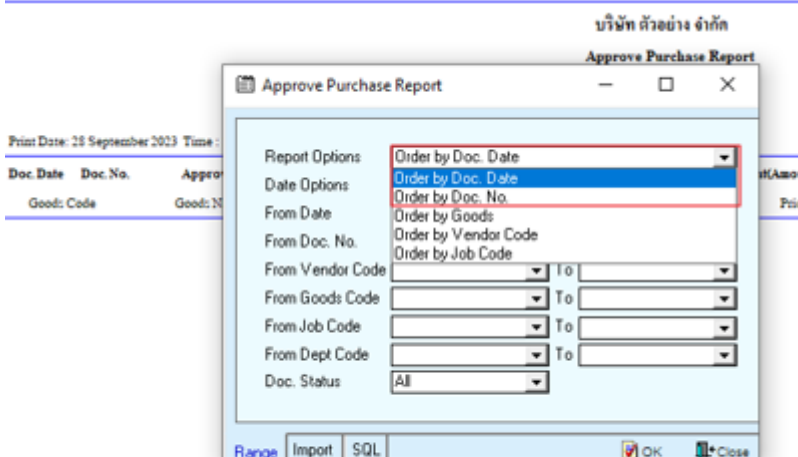 บริษัท ตัวอย่าง จำกัด
Approve Purchase Report
Approve Purchase Report
Print Date: 28 September 2023 Time :
Report Options Order by Doc. Date
Doc. Date Doc. No.
Order by Doc. Date
Date Options
Order by Doc. No.
Goods Code
From Date Order by Goods
From Doc. No. Order by Vendor Code
Order by Job Code
From Vendor Code To
From Goods Code To
From Job Code To
From Dept Code To
Doc. Status All
Range Import SQL OK Close